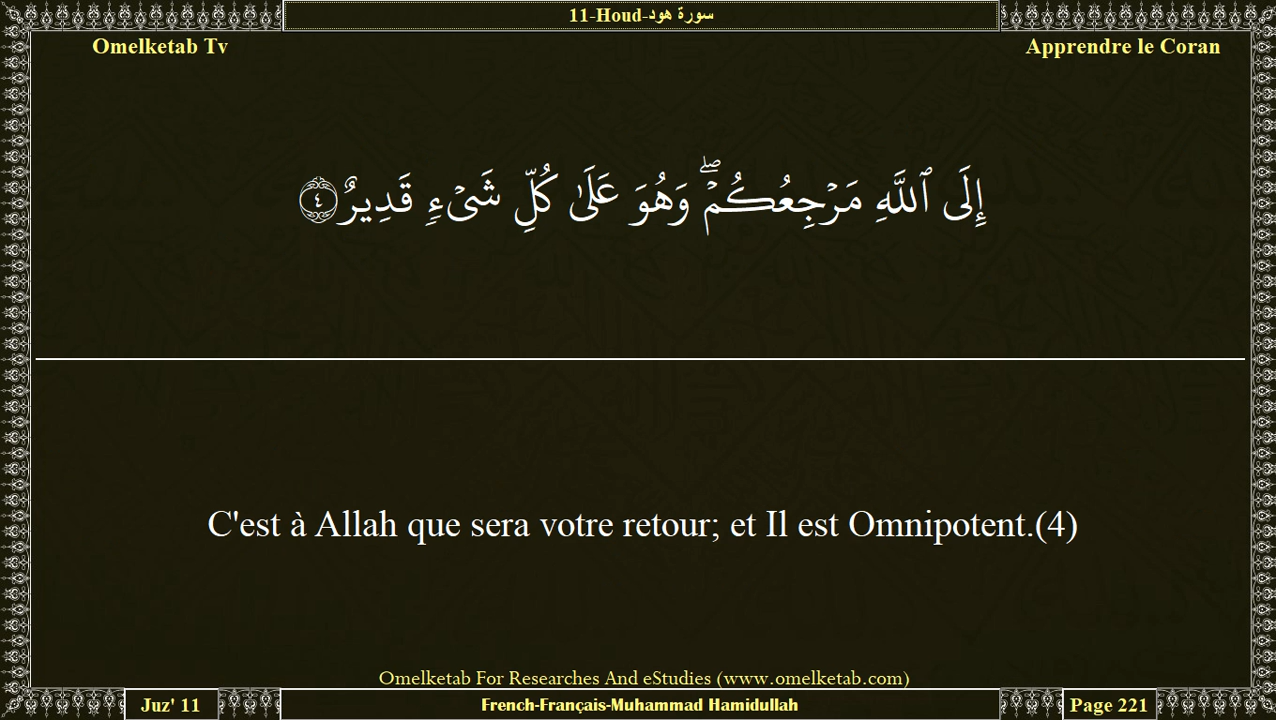 11-Houd-سورة هود
Omelketab Tv
Apprendre le Coran
إِلَى ٱللَّهِ مَرۡجِعُكُمۡۖ وَهُوَ عَلَىٰ كُلِّ شَيۡءٖ قَدِيرٌ ٤
C'est à Allah que sera votre retour; et Il est Omnipotent.(4)
Omelketab For Researches And eStudies (www.omelketab.com)
Juz' 11
French-Français-Muhammad Hamidullah
Page 221